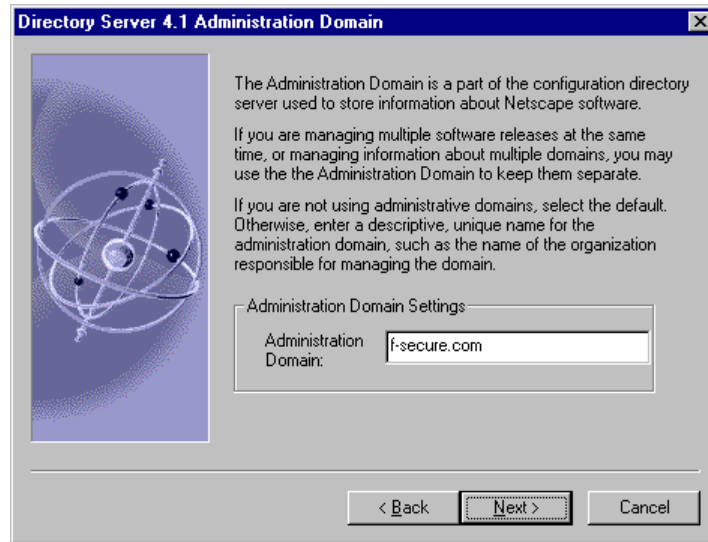 Directory Server 4.1 Administration Domain
The Administration Domain is a part of the configuration directory
server used to store information about Netscape software.
If you are managing multiple software releases at the same
time, or managing information about multiple domains, you may
use the the Administration Domain to keep them separate.
If you are not using administrative domains, select the default.
Otherwise, enter a descriptive, unique name for the
administration domain, such as the name of the organization
responsible for managing the domain.
Administration Domain Settings
Administration
Domain:
f-secure.com
< Back
Next >
Cancel